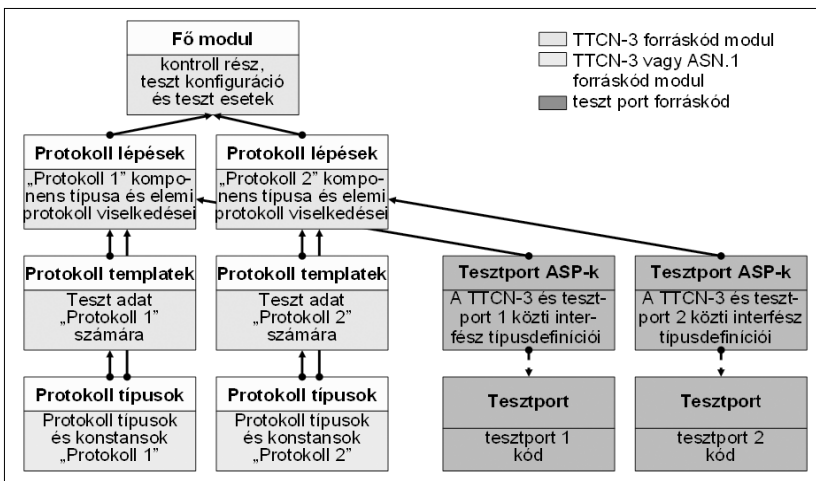 Fő modul
kontroll rész,
teszt konfiguráció
és teszt esetek
TTCN-3 forráskód modul
TTCN-3 vagy ASN.1
forráskód modul
teszt port forráskód
Protokoll lépések
„Protokoll 1” kompo-
nens típusa és elemi
protokoll viselkedései
Protokoll lépések
„Protokoll 2” kompo-
nens típusa és elemi
protokoll viselkedései
Protokoll templatek
Teszt adat
„Protokoll 1”
számára
Protokoll templatek
Teszt adat
„Protokoll 2”
számára
Tesztport ASP-k
A TTCN-3 és teszt-
port 1 közti inter-
fész típusdefiníciói
Tesztport ASP-k
A TTCN-3 és teszt-
port 2 közti interfész
típusdefiníciói
Protokoll típusok
Protokoll típusok
és konstansok
„Protokoll 1”
Protokoll típusok
Protokoll típusok
és konstansok
„Protokoll 2”
Tesztport
tesztport 1
kód
Tesztport
tesztport 2
kód